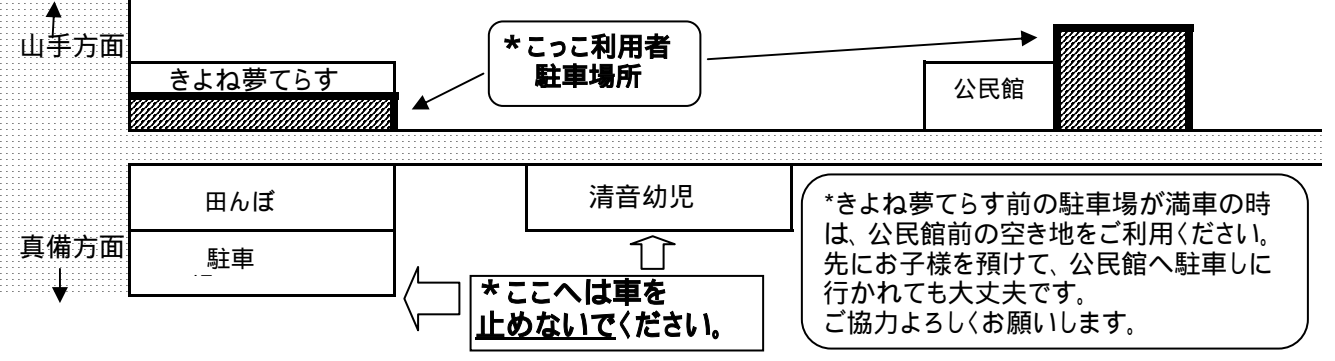 山手方面
*こっこ利用者
駐車場所
きよね夢てらす
公民館
田んぼ
清音幼児
*きよね夢てらす前の駐車場が満車の時
は、公民館前の空き地をご利用ください。
先にお子様を預けて、公民館へ駐車しに
行かれても大丈夫です。
ご協力よろしくお願いします。
真備方面
駐車
*ここへは車を
止めないでください。